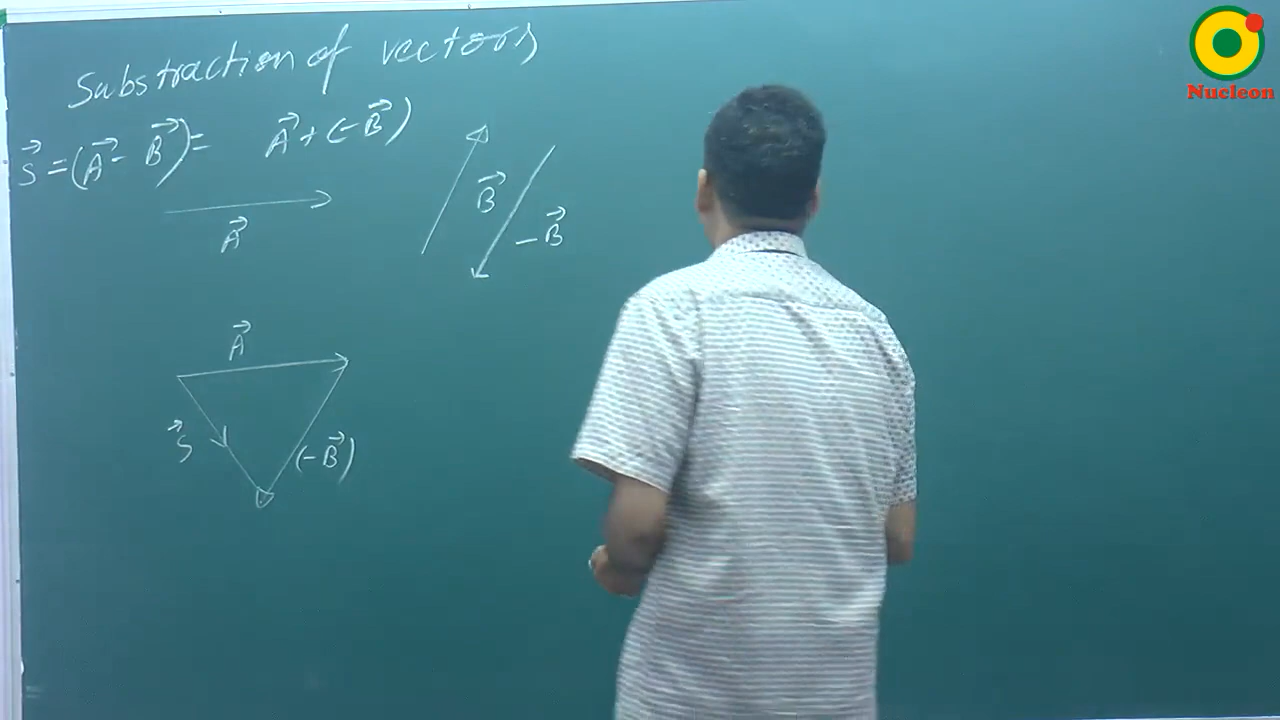 Substraction of vectors
S⃗ = (A⃗ - B⃗) = A⃗ + (-B⃗)
A⃗
B⃗
-B⃗
A⃗
S⃗
(-B⃗)
Nucleon